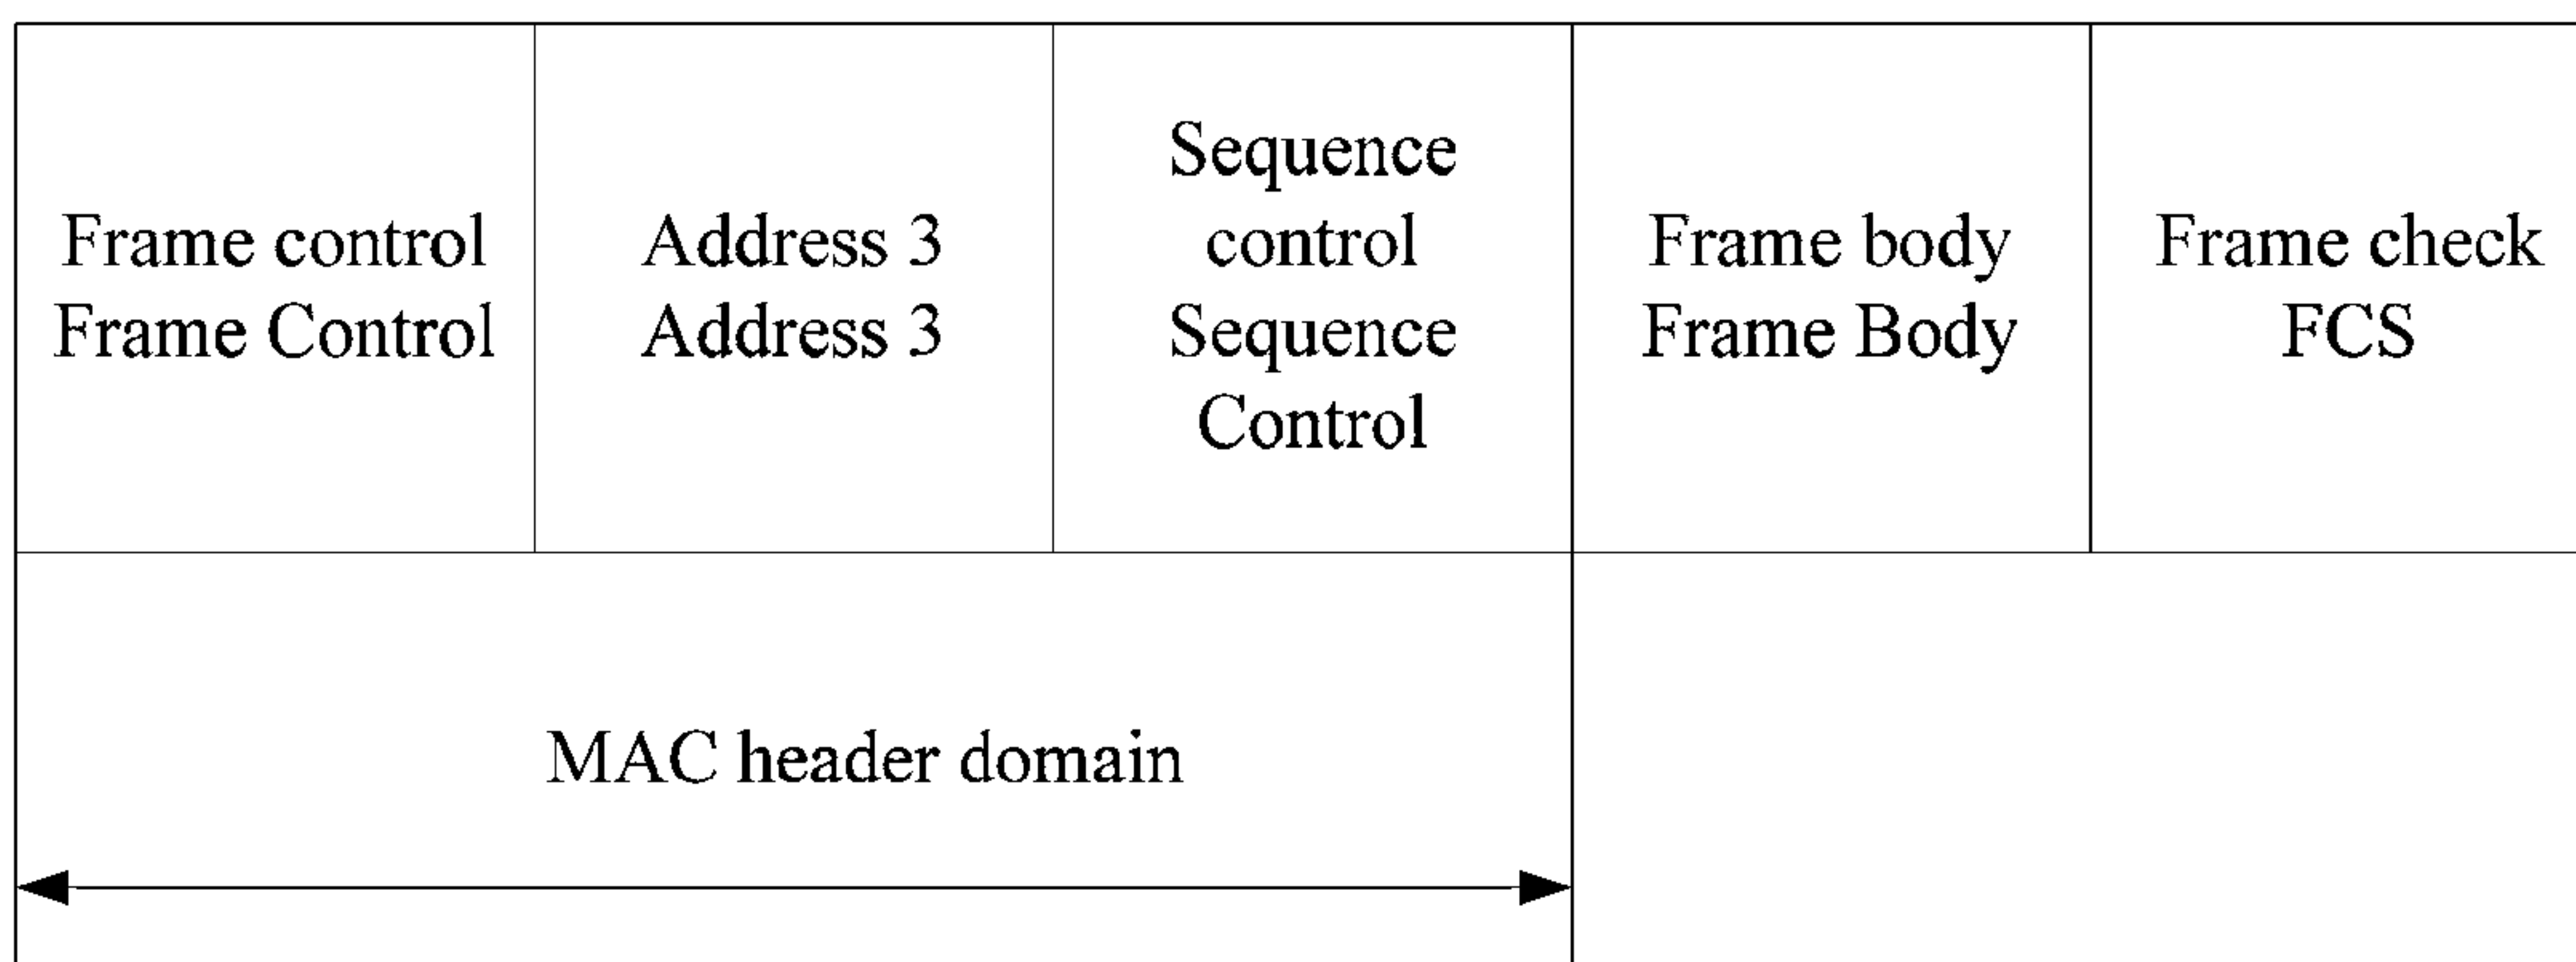 Frame control
Frame Control
Address 3
Address 3
Sequence
control
Sequence
Control
Frame body
Frame Body
Frame check
FCS
MAC header domain